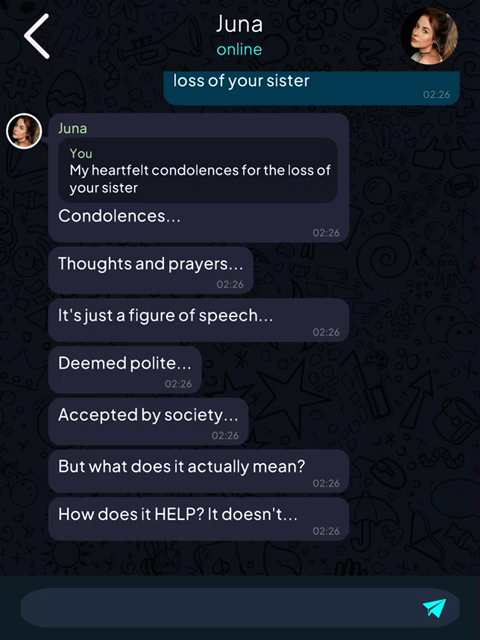 Juna
online
loss of your sister
02:26
Juna
You
My heartfelt condolences for the loss of
your sister
Condolences...
02:26
Thoughts and prayers...
02:26
It's just a figure of speech...
02:26
Deemed polite...
02:26
Accepted by society...
02:26
But what does it actually mean?
02:26
How does it HELP? It doesn't...
02:26